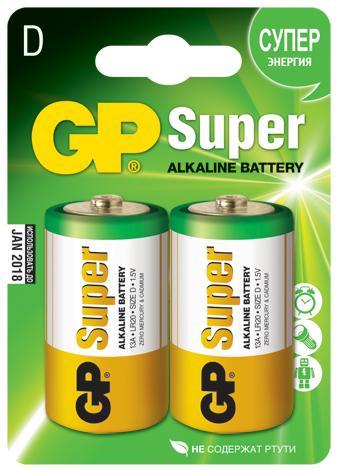 D
СУПЕР
ЭНЕРГИЯ
GP®
Super
ALKALINE BATTERY
ИСПОЛЬЗОВАТЬ ДО
JAN 2018
GP Super
ALKALINE BATTERY
13A • LR20 • SIZE D • 1.5V
ZERO MERCURY & CADMIUM
GP Super
ALKALINE BATTERY
13A • LR20 • SIZE D • 1.5V
ZERO MERCURY & CADMIUM
НЕ СОДЕРЖАТ РТУТИ